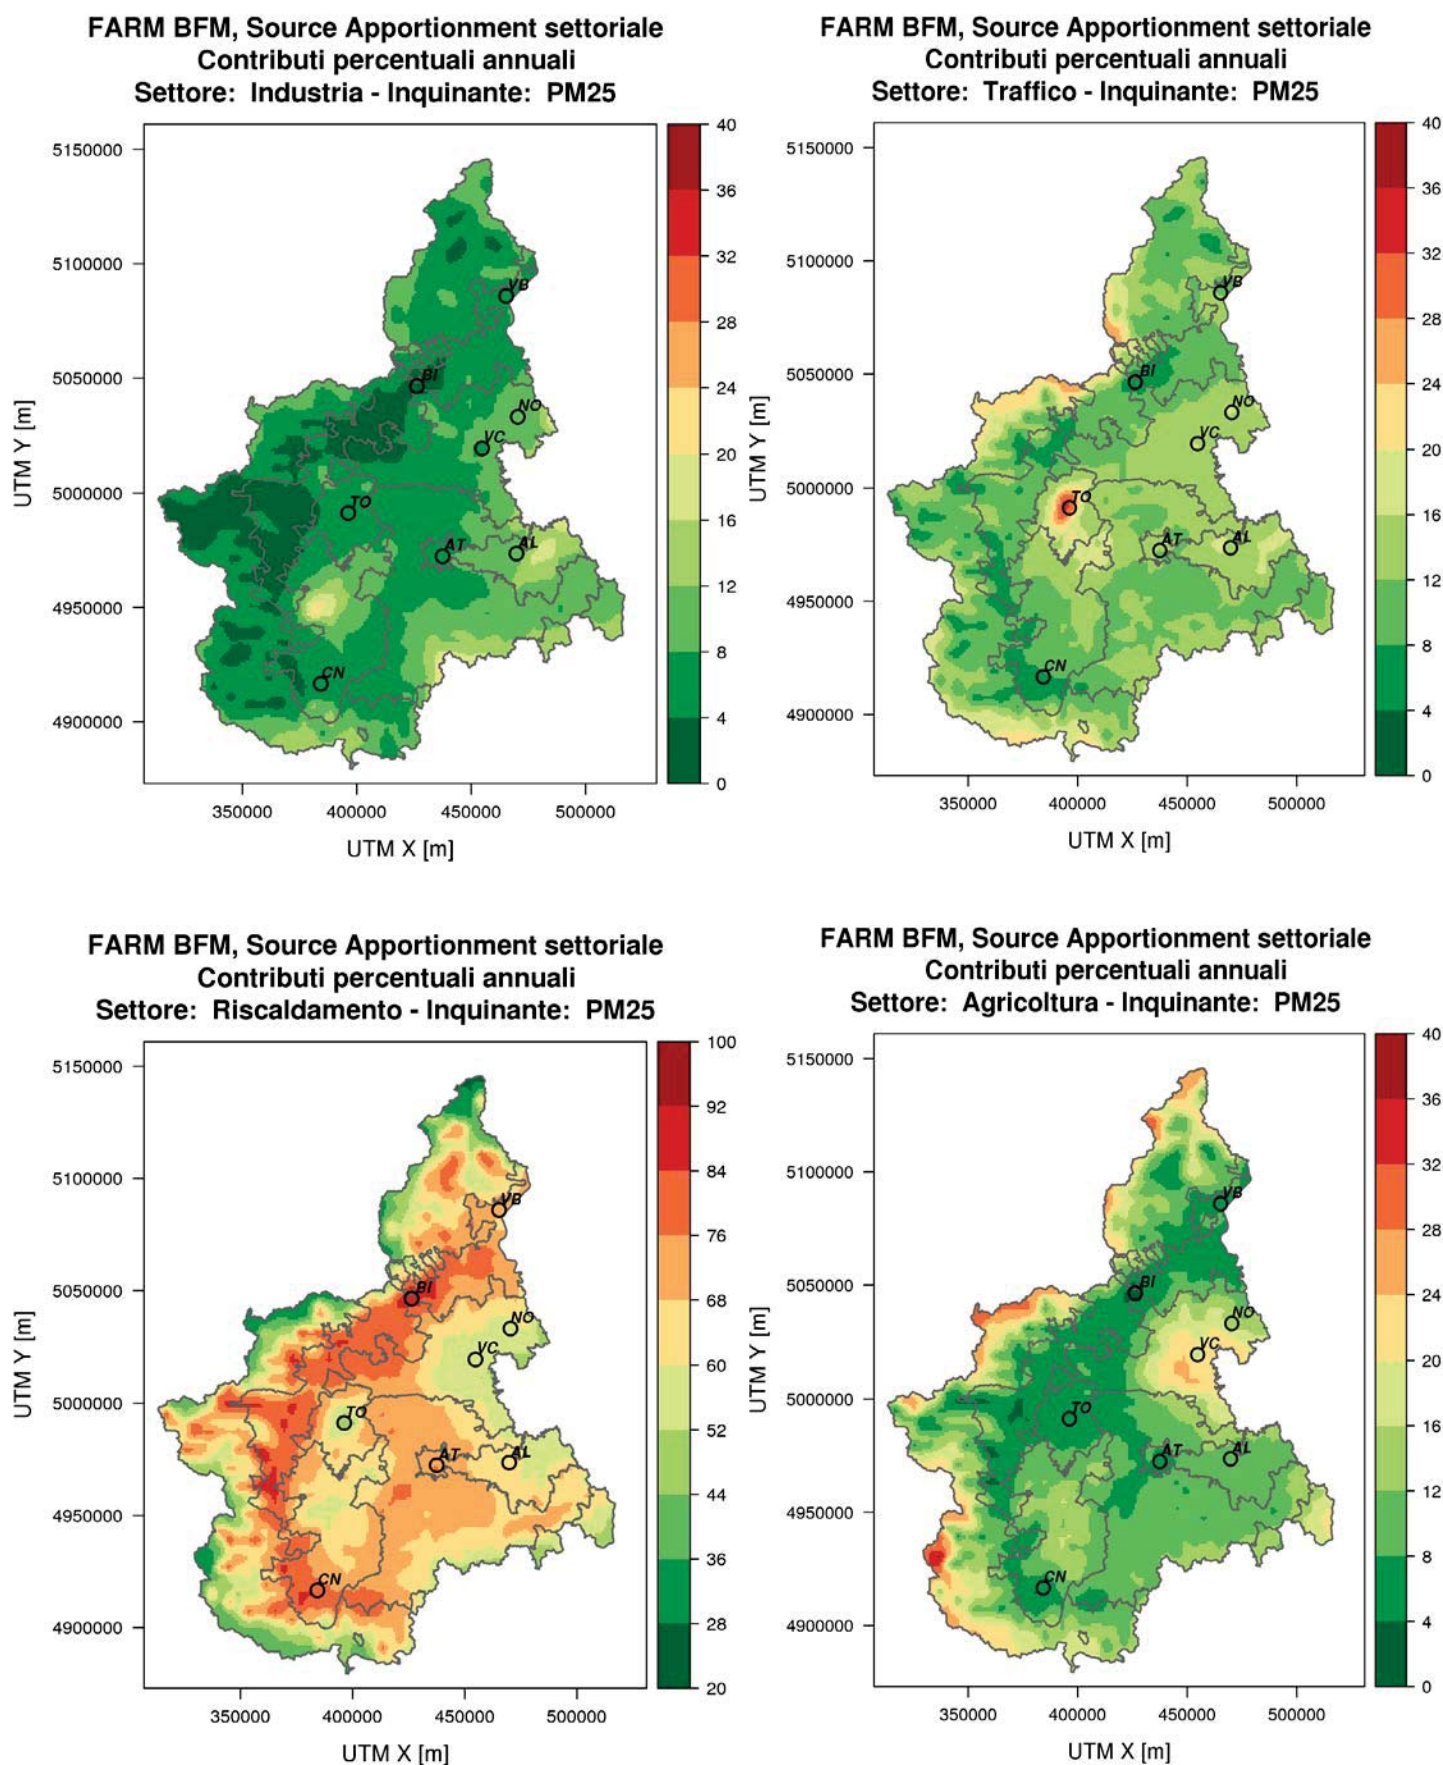 FARM BFM, Source Apportionment settoriale
Contributi percentuali annuali
Settore: Industria - Inquinante: PM25
UTM Y [m]
5150000
5100000
5050000
5000000
4950000
4900000
VB
BI
NO
VC
TO
AT
AL
CN
350000 400000 450000 500000
UTM X [m]
40
36
32
28
24
20
16
12
8
4
0
FARM BFM, Source Apportionment settoriale
Contributi percentuali annuali
Settore: Traffico - Inquinante: PM25
UTM Y [m]
5150000
5100000
5050000
5000000
4950000
4900000
VB
BI
NO
VC
TO
AT
AL
CN
350000 400000 450000 500000
UTM X [m]
40
36
32
28
24
20
16
12
8
4
0
FARM BFM, Source Apportionment settoriale
Contributi percentuali annuali
Settore: Riscaldamento - Inquinante: PM25
UTM Y [m]
5150000
5100000
5050000
5000000
4950000
4900000
VB
BI
NO
VC
TO
AT
AL
CN
350000 400000 450000 500000
UTM X [m]
100
92
84
76
68
60
52
44
36
28
20
FARM BFM, Source Apportionment settoriale
Contributi percentuali annuali
Settore: Agricoltura - Inquinante: PM25
UTM Y [m]
5150000
5100000
5050000
5000000
4950000
4900000
VB
BI
NO
VC
TO
AT
AL
CN
350000 400000 450000 500000
UTM X [m]
40
36
32
28
24
20
16
12
8
4
0